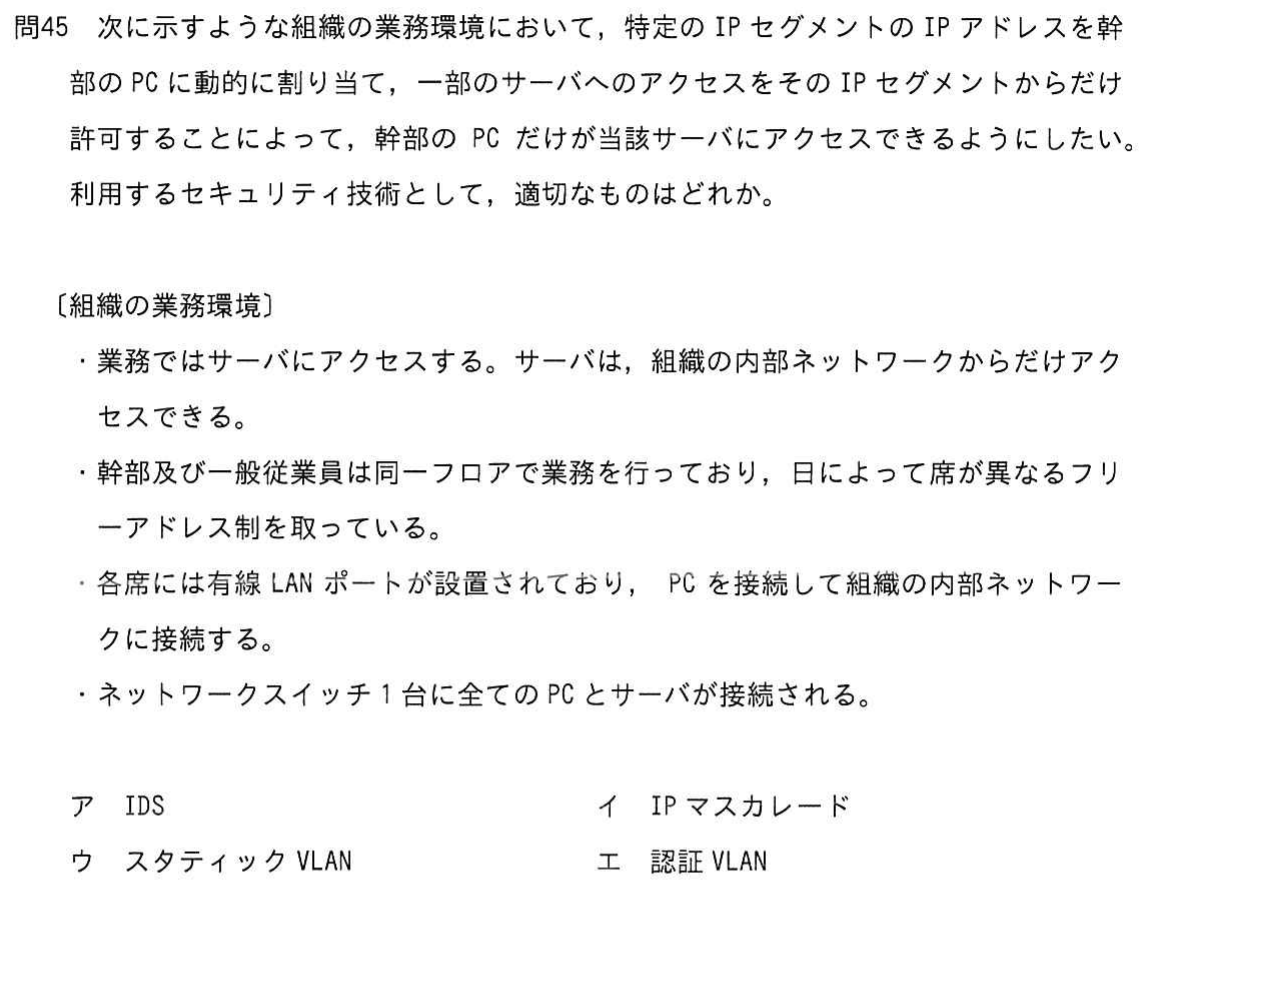 問45 次に示すような組織の業務環境において，特定の IP セグメントの IP アドレスを幹
部の PC に動的に割り当て，一部のサーバへのアクセスをその IP セグメントからだけ
許可することによって，幹部の PC だけが当該サーバにアクセスできるようにしたい。
利用するセキュリティ技術として，適切なものはどれか。
〔組織の業務環境〕
・業務ではサーバにアクセスする。サーバは，組織の内部ネットワークからだけアク
セスできる。
・幹部及び一般従業員は同一フロアで業務を行っており，日によって席が異なるフリ
ーアドレス制を取っている。
・各席には有線 LAN ポートが設置されており， PC を接続して組織の内部ネットワー
クに接続する。
・ネットワークスイッチ 1 台に全ての PC とサーバが接続される。
ア IDS イ IP マスカレード
ウ スタティック VLAN エ 認証 VLAN